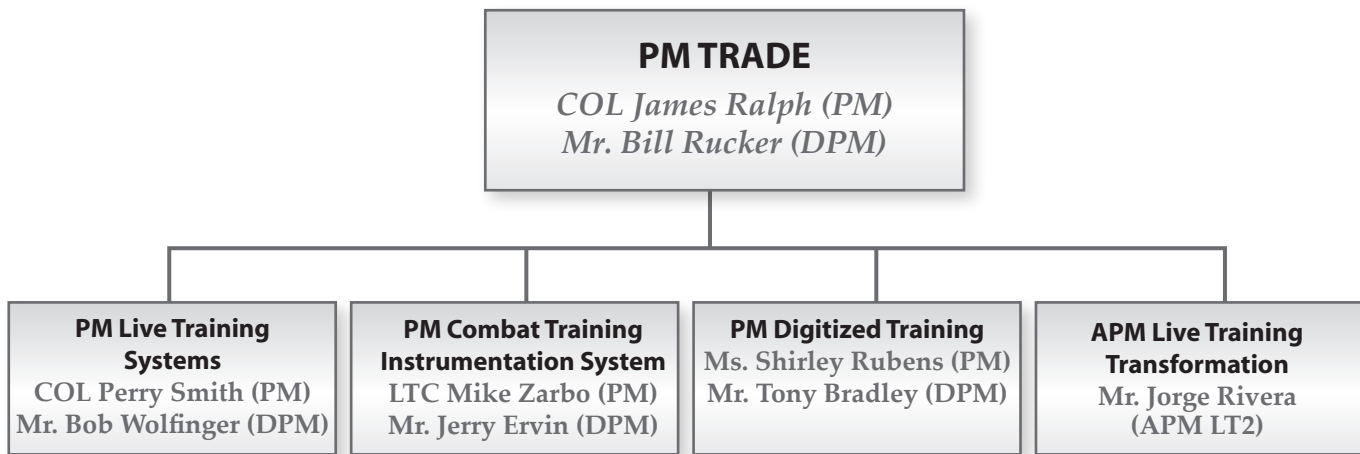 PM TRADE
COL James Ralph (PM)
Mr. Bill Rucker (DPM)
PM Live Training
Systems
COL Perry Smith (PM)
Mr. Bob Wolfinger (DPM)
PM Combat Training
Instrumentation System
LTC Mike Zarbo (PM)
Mr. Jerry Ervin (DPM)
PM Digitized Training
Ms. Shirley Rubens (PM)
Mr. Tony Bradley (DPM)
APM Live Training
Transformation
Mr. Jorge Rivera
(APM LT2)